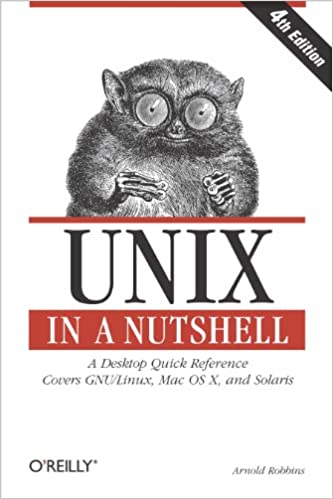 4th Edition
UNIX
IN A NUTSHELL
A Desktop Quick Reference
Covers GNU/Linux, Mac OS X, and Solaris
O'REILLY®
Arnold Robbins